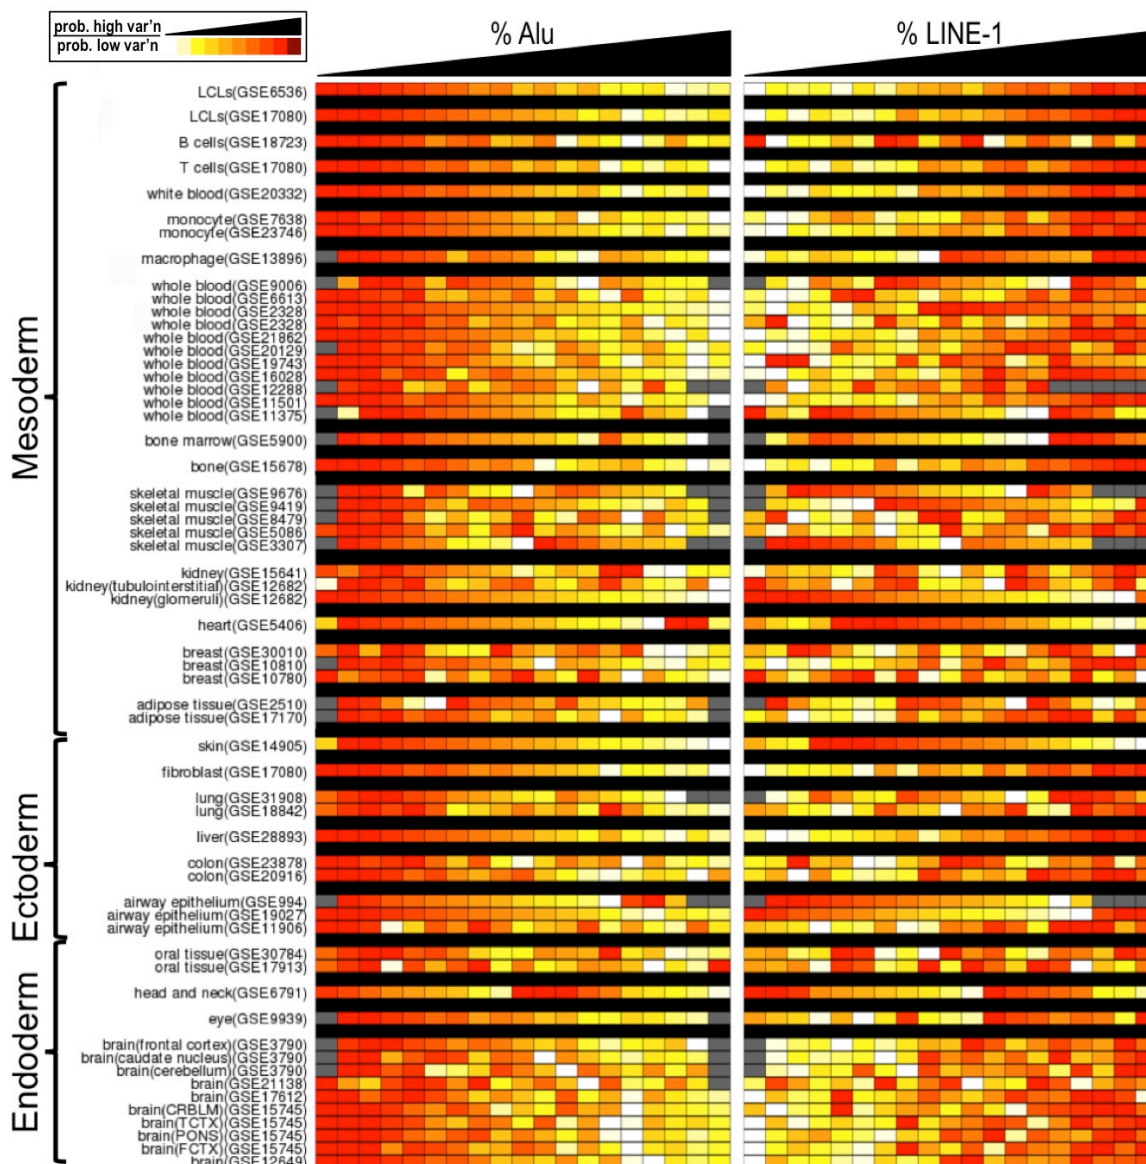 prob. high var'n
prob. low var'n
% Alu
% LINE-1
Mesoderm
LCLs(GSE6536)
LCLs(GSE17080)
B cells(GSE18723)
T cells(GSE17080)
white blood(GSE20332)
monocyte(GSE7638)
monocyte(GSE23746)
macrophage(GSE13896)
whole blood(GSE9006)
whole blood(GSE6613)
whole blood(GSE2328)
whole blood(GSE2328)
whole blood(GSE21862)
whole blood(GSE20129)
whole blood(GSE19743)
whole blood(GSE16028)
whole blood(GSE12288)
whole blood(GSE11501)
whole blood(GSE11375)
bone marrow(GSE5900)
bone(GSE15678)
skeletal muscle(GSE9676)
skeletal muscle(GSE9419)
skeletal muscle(GSE8479)
skeletal muscle(GSE5086)
skeletal muscle(GSE3307)
kidney(GSE15641)
kidney(tubulointerstitial)(GSE12682)
kidney(glomeruli)(GSE12682)
heart(GSE5406)
breast(GSE30010)
breast(GSE10810)
breast(GSE10780)
adipose tissue(GSE2510)
adipose tissue(GSE17170)
Ectoderm
skin(GSE14905)
fibroblast(GSE17080)
lung(GSE31908)
lung(GSE18842)
liver(GSE28893)
colon(GSE23878)
colon(GSE20916)
airway epithelium(GSE994)
airway epithelium(GSE19027)
airway epithelium(GSE11906)
Endoderm
oral tissue(GSE30784)
oral tissue(GSE17913)
head and neck(GSE6791)
eye(GSE9939)
brain(frontal cortex)(GSE3790)
brain(caudate nucleus)(GSE3790)
brain(cerebellum)(GSE3790)
brain(GSE21138)
brain(GSE17612)
brain(CRBLM)(GSE15745)
brain(TCTX)(GSE15745)
brain(PONS)(GSE15745)
brain(FCTX)(GSE15745)
brain(GSE12649)